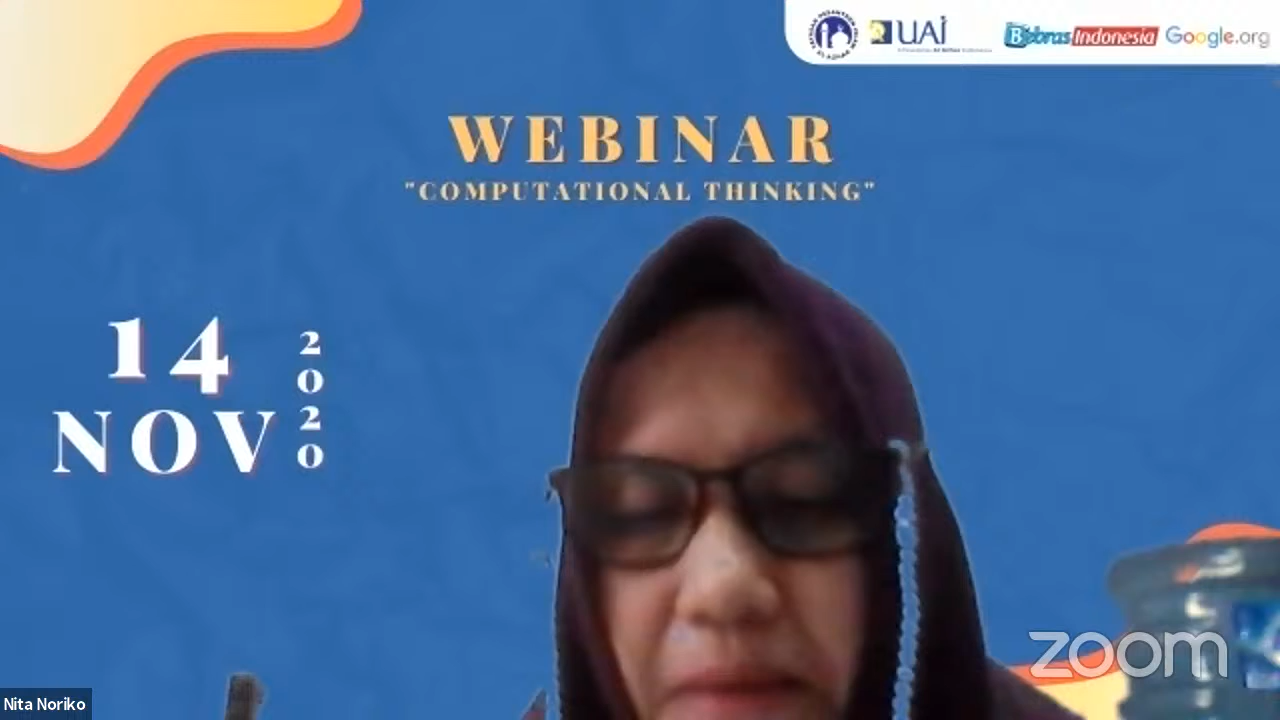 UAI
Bebras Indonesia
Google.org
WEBINAR
"COMPUTATIONAL THINKING"
14
NOV
2020
zoom
Nita Noriko